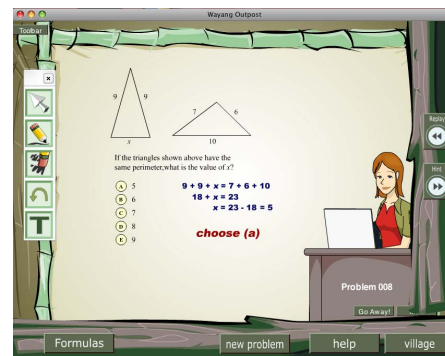 Wayang Outpost
Toolbar
9
9
x
7
6
10
If the triangles shown above have the
same perimeter,what is the value of x?
A 5
B 6
C 7
D 8
E 9
9 + 9 + x = 7 + 6 + 10
18 + x = 23
x = 23 - 18 = 5
choose (a)
Replay
Hint
T
Problem 008
Go Away!
Formulas
new problem
help
village